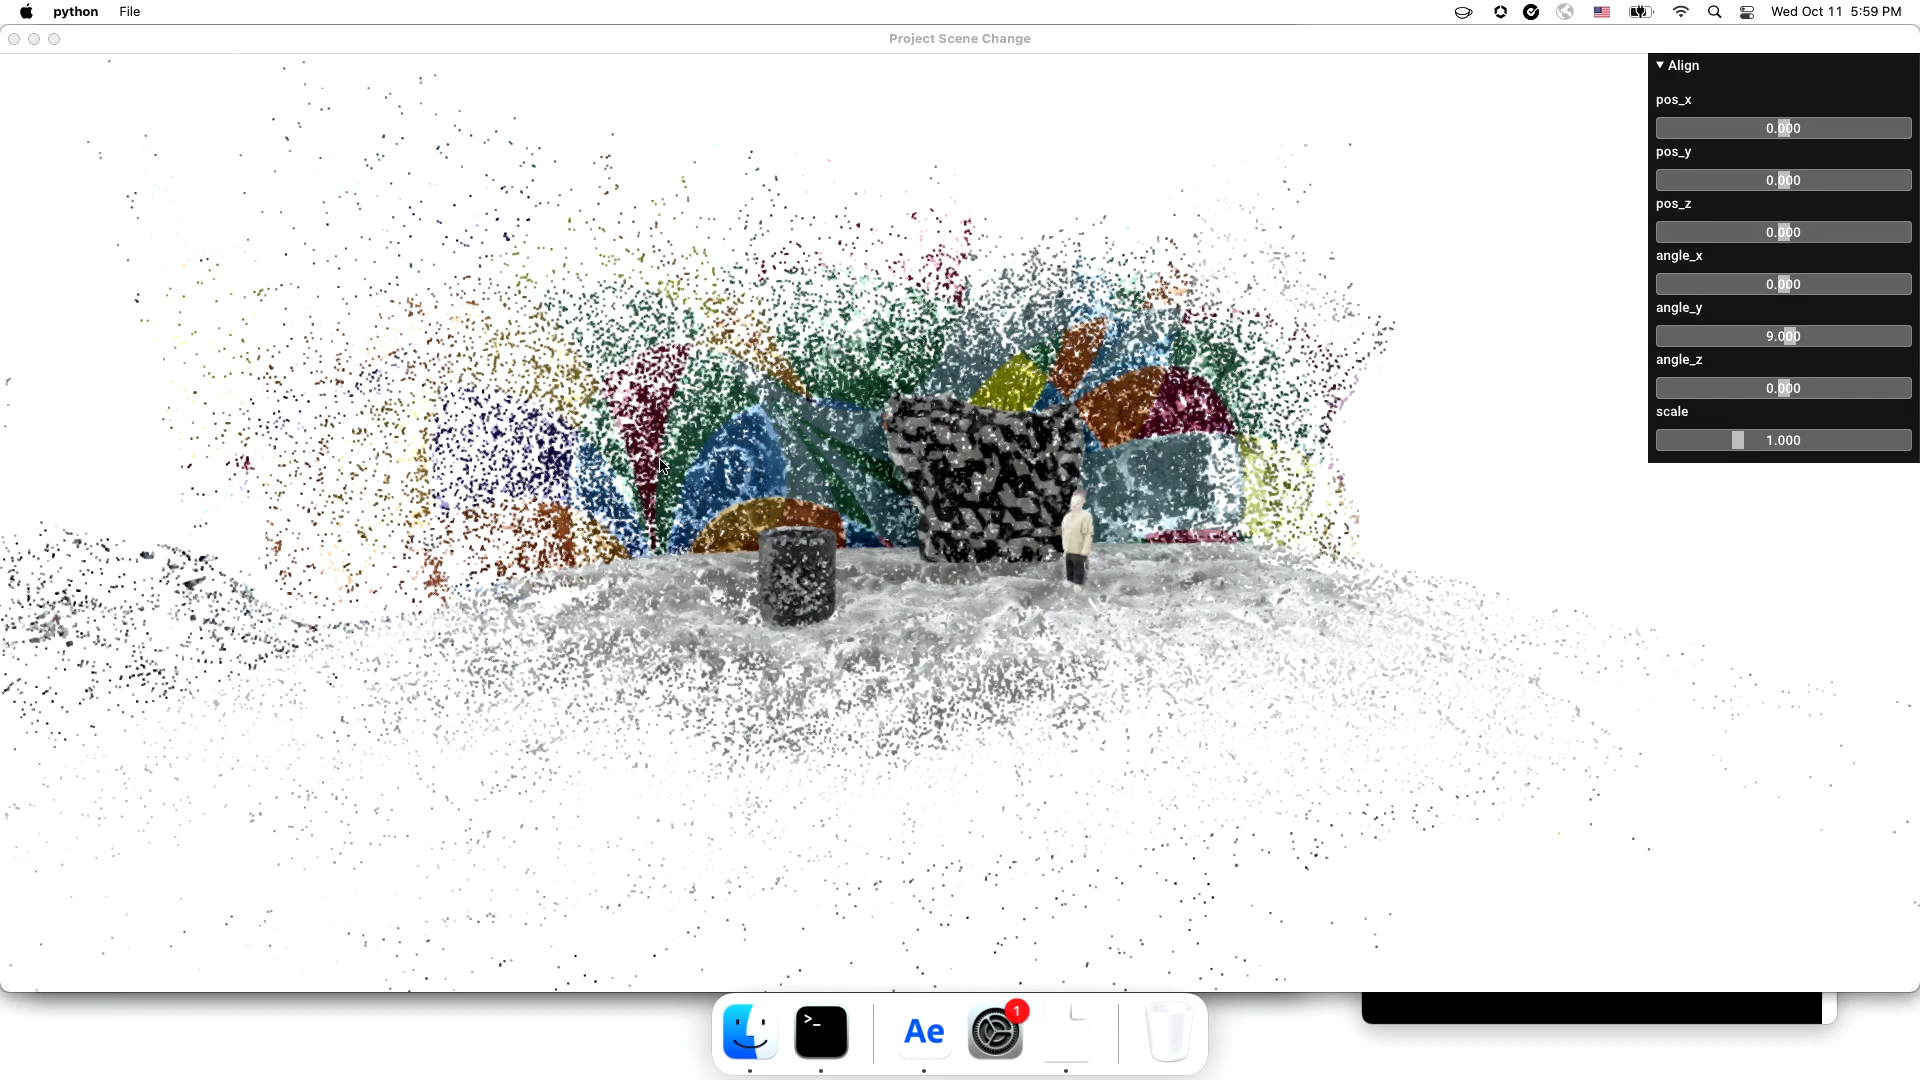 python File Wed Oct 11 5:59 PM
Project Scene Change
Align
pos_x
0.000
pos_y
0.000
pos_z
0.000
angle_x
0.000
angle_y
9.000
angle_z
0.000
scale
1.000
>_
Ae
1